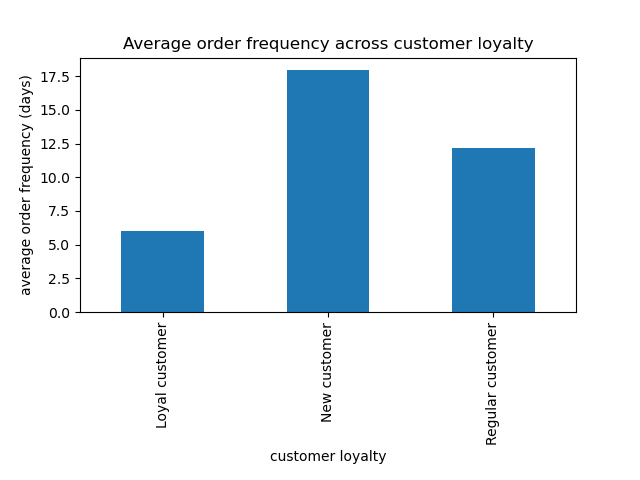 Average order frequency across customer loyalty
average order frequency (days)
17.5
15.0
12.5
10.0
7.5
5.0
2.5
0.0
Loyal customer
New customer
Regular customer
customer loyalty